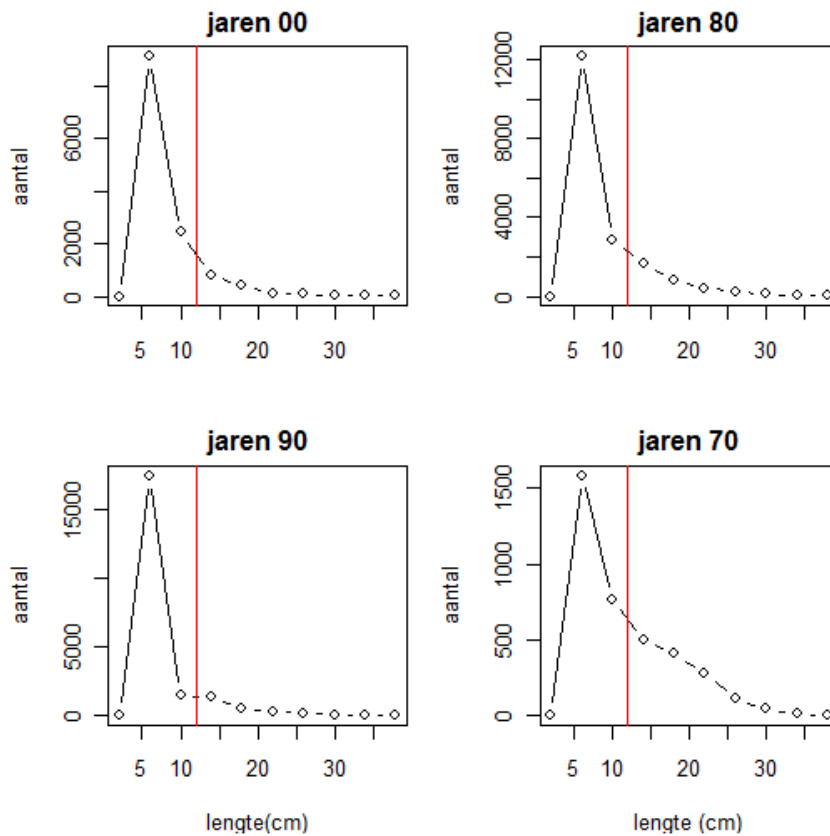 jaren 00
aantal
0 2000 6000
5 10 20 30
jaren 80
aantal
0 4000 8000 12000
5 10 20 30
jaren 90
aantal
0 5000 15000
5 10 20 30
lengte(cm)
jaren 70
aantal
0 500 1000 1500
5 10 20 30
lengte (cm)